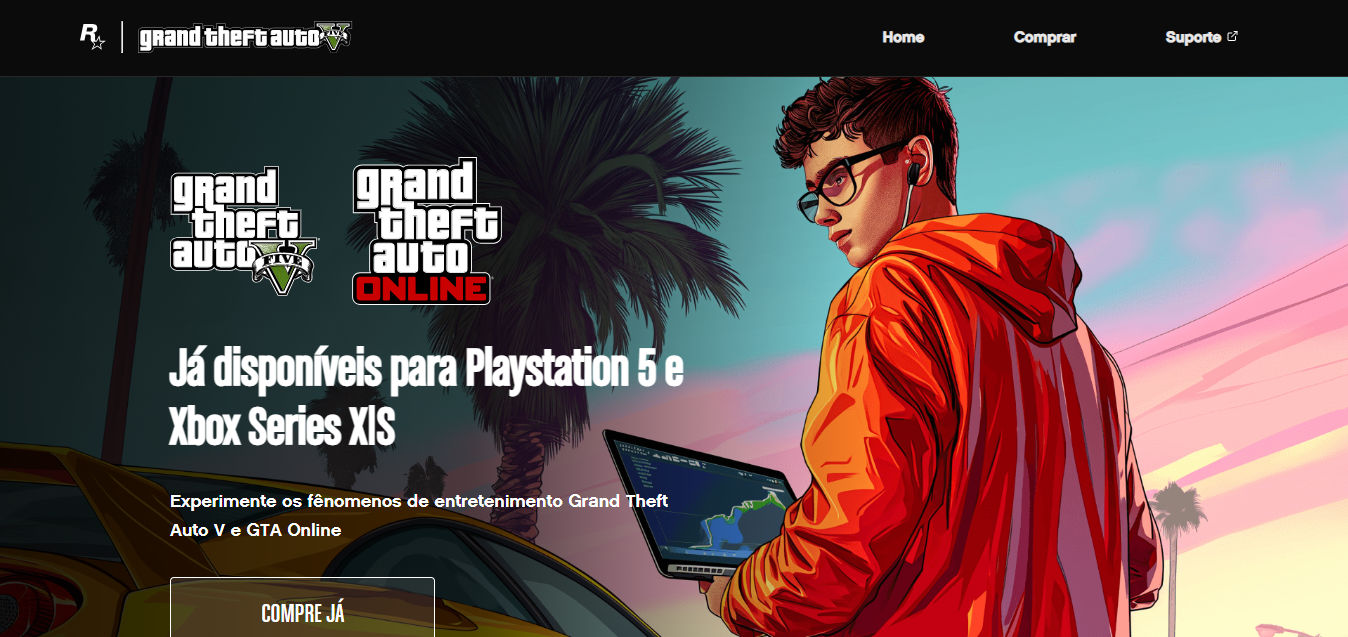 R
grand theft auto V
FIVE
Home
Comprar
Suporte
grand
theft
auto V
FIVE
grand
theft
auto
ONLINE
Já disponíveis para Playstation 5 e
Xbox Series X|S
Experimente os fênomenos de entretenimento Grand Theft
Auto V e GTA Online
COMPRE JÁ